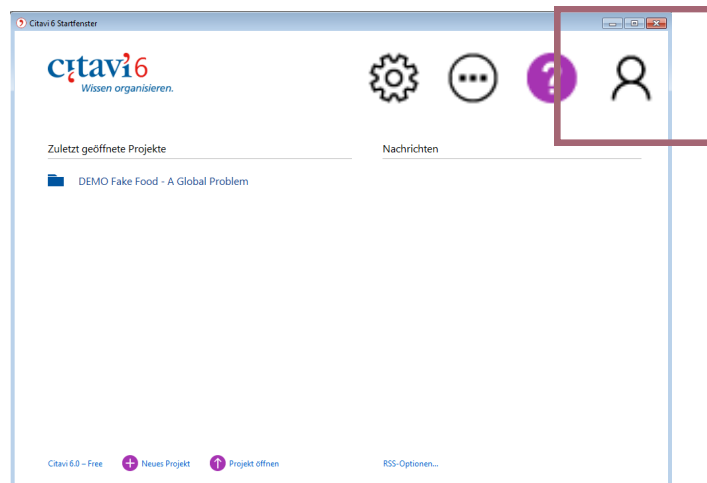 Citavi 6 Startfenster
citavi6
Wissen organisieren.
?
Zuletzt geöffnete Projekte
Nachrichten
DEMO Fake Food - A Global Problem
Citavi 6.0 – Free
Neues Projekt
Projekt öffnen
RSS-Optionen...